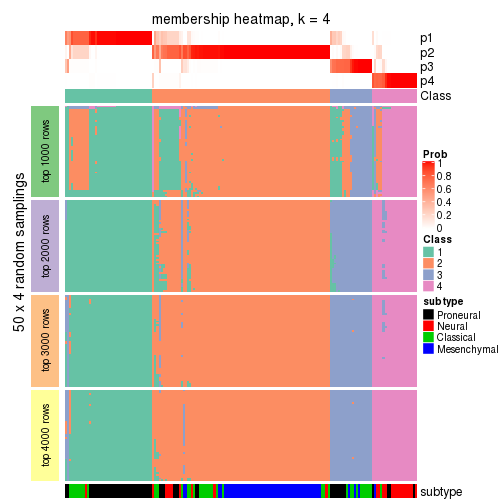 membership heatmap, k = 4
p1
p2
p3
p4
Class
50 x 4 random samplings
top 1000 rows
top 2000 rows
top 3000 rows
top 4000 rows
Prob
1
0.8
0.6
0.4
0.2
0
Class
1
2
3
4
subtype
Proneural
Neural
Classical
Mesenchymal
subtype